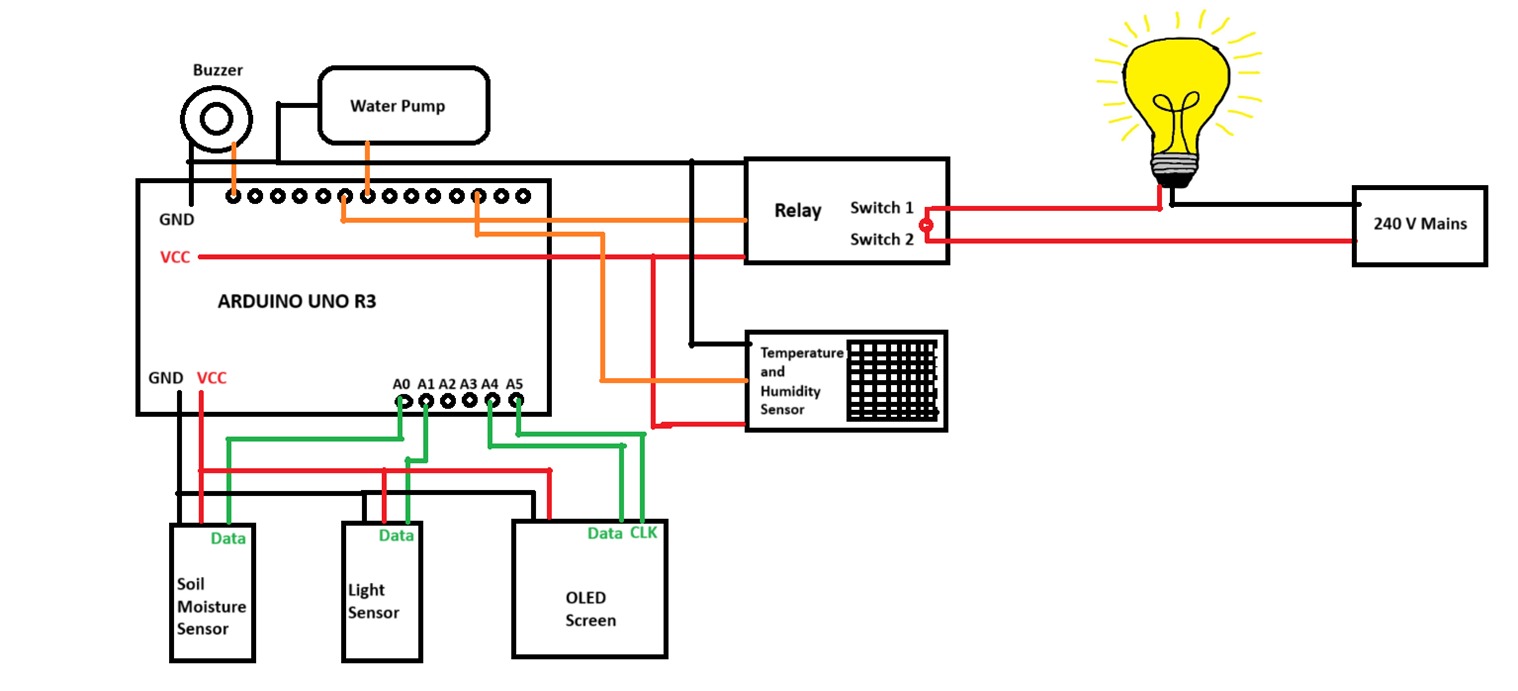 Buzzer
Water Pump
GND
VCC
ARDUINO UNO R3
GND VCC
A0 A1 A2 A3 A4 A5
Relay
Switch 1
Switch 2
240 V Mains
Temperature
and
Humidity
Sensor
Data
Soil
Moisture
Sensor
Data
Light
Sensor
Data CLK
OLED
Screen